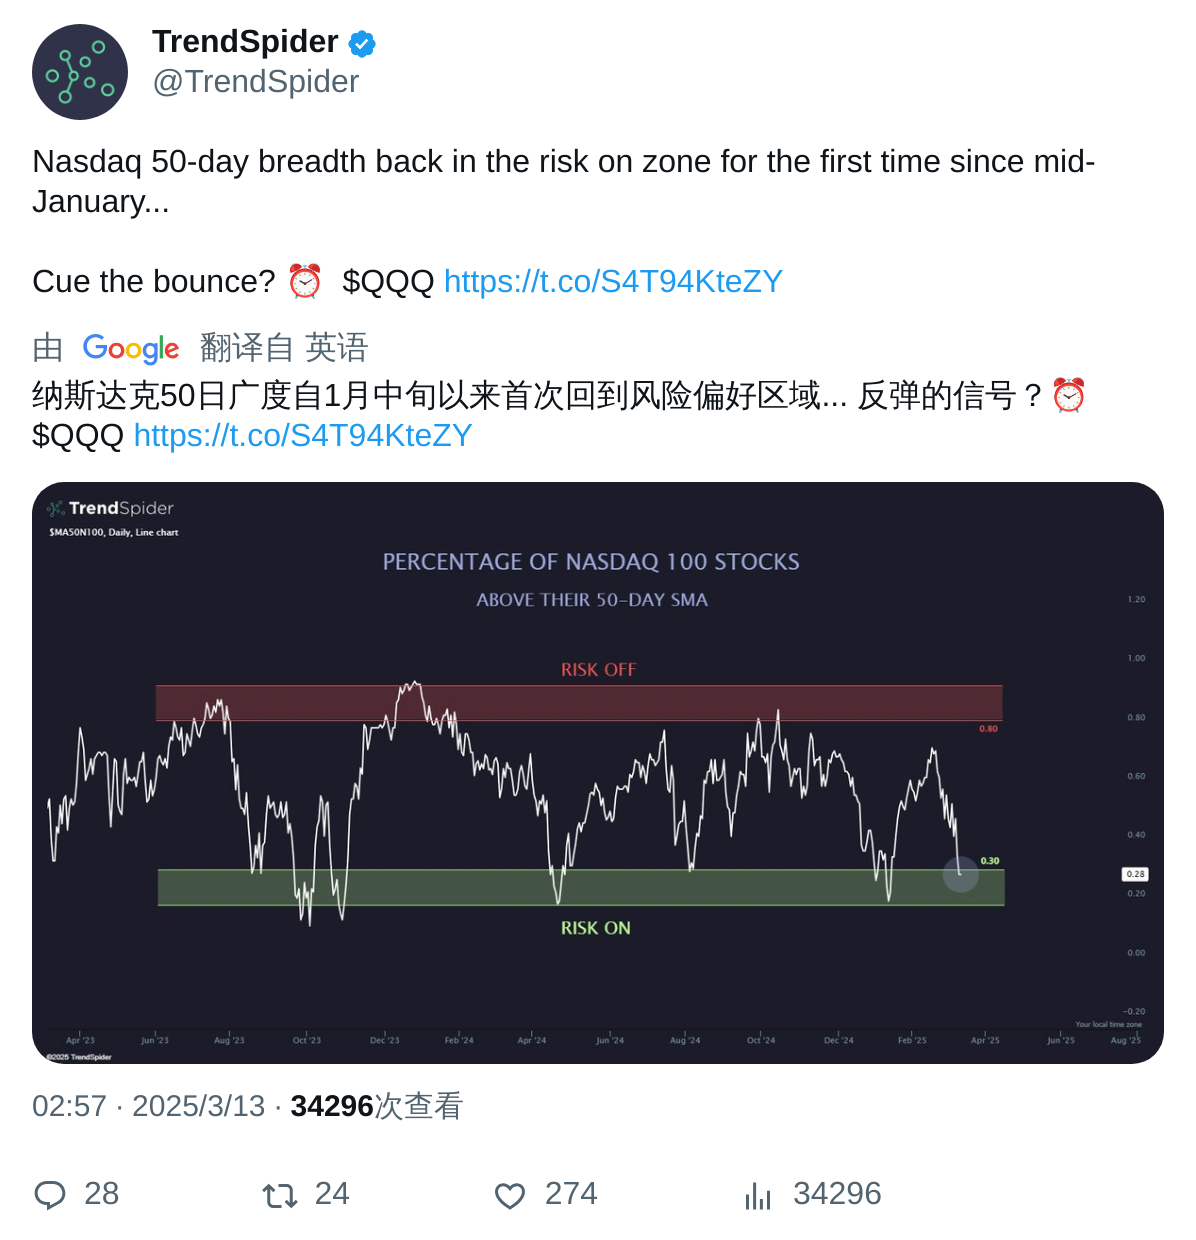 TrendSpider
@TrendSpider
Nasdaq 50-day breadth back in the risk on zone for the first time since mid-
January...
Cue the bounce? ⏰ $QQQ https://t.co/S4T94KteZY
由 Google 翻译自 英语
纳斯达克50日广度自1月中旬以来首次回到风险偏好区域... 反弹的信号？⏰
$QQQ https://t.co/S4T94KteZY
TrendSpider
$MA50N100, Daily, Line chart
PERCENTAGE OF NASDAQ 100 STOCKS
ABOVE THEIR 50-DAY SMA
1.20
RISK OFF
1.00
0.80
0.80
0.60
0.40
0.30
0.28
0.20
RISK ON
0.00
-0.20
Your local time zone
Apr '23 Jun '23 Aug '23 Oct '23 Dec '23 Feb '24 Apr '24 Jun '24 Aug '24 Oct '24 Dec '24 Feb '25 Apr '25 Jun '25 Aug '25
©2025 TrendSpider
02:57 · 2025/3/13 · 34296次查看
28 24 274 34296